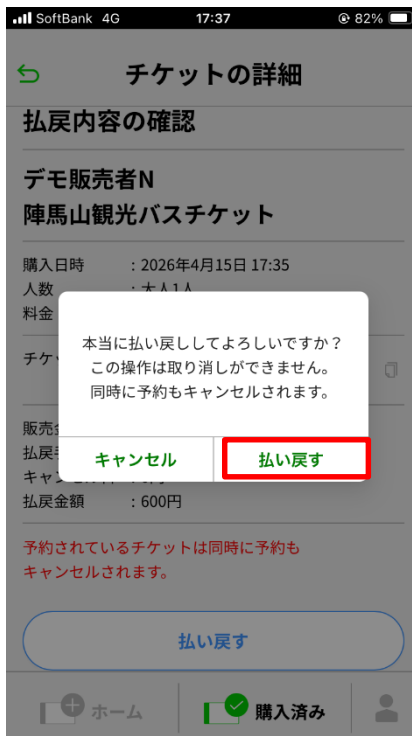 SoftBank 4G 17:37 82%
チケットの詳細
払戻内容の確認
デモ販売者N
陣馬山観光バスチケット
購入日時 : 2026年4月15日 17:35
人数 : 大人1人
料金
本当に払い戻ししてよろしいですか?
この操作は取り消しができません。
同時に予約もキャンセルされます。
キャンセル 払い戻す
チケ
販売
払戻
キャン
払戻金額 : 600円
予約されているチケットは同時に予約も
キャンセルされます。
払い戻す
ホーム 購入済み